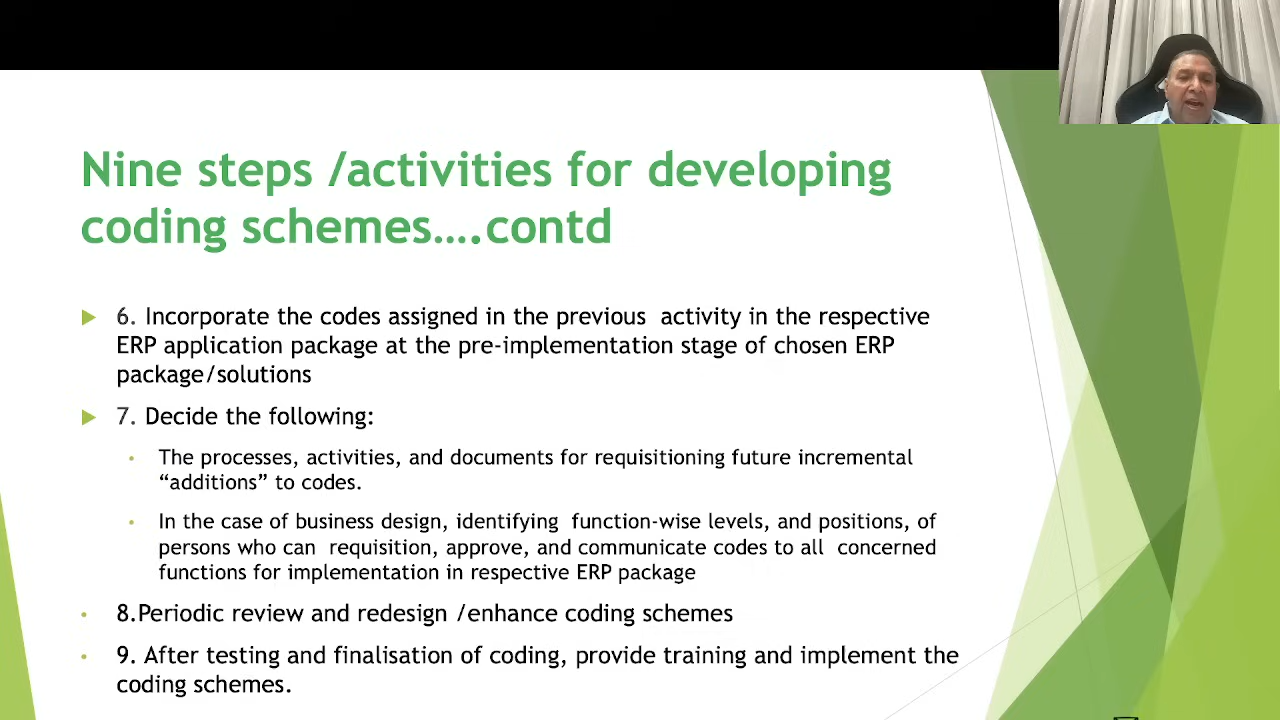 Nine steps /activities for developing
coding schemes....contd
6. Incorporate the codes assigned in the previous activity in the respective
ERP application package at the pre-implementation stage of chosen ERP
package/solutions
7. Decide the following:
The processes, activities, and documents for requisitioning future incremental
“additions” to codes.
In the case of business design, identifying function-wise levels, and positions, of
persons who can requisition, approve, and communicate codes to all concerned
functions for implementation in respective ERP package
8.Periodic review and redesign /enhance coding schemes
9. After testing and finalisation of coding, provide training and implement the
coding schemes.